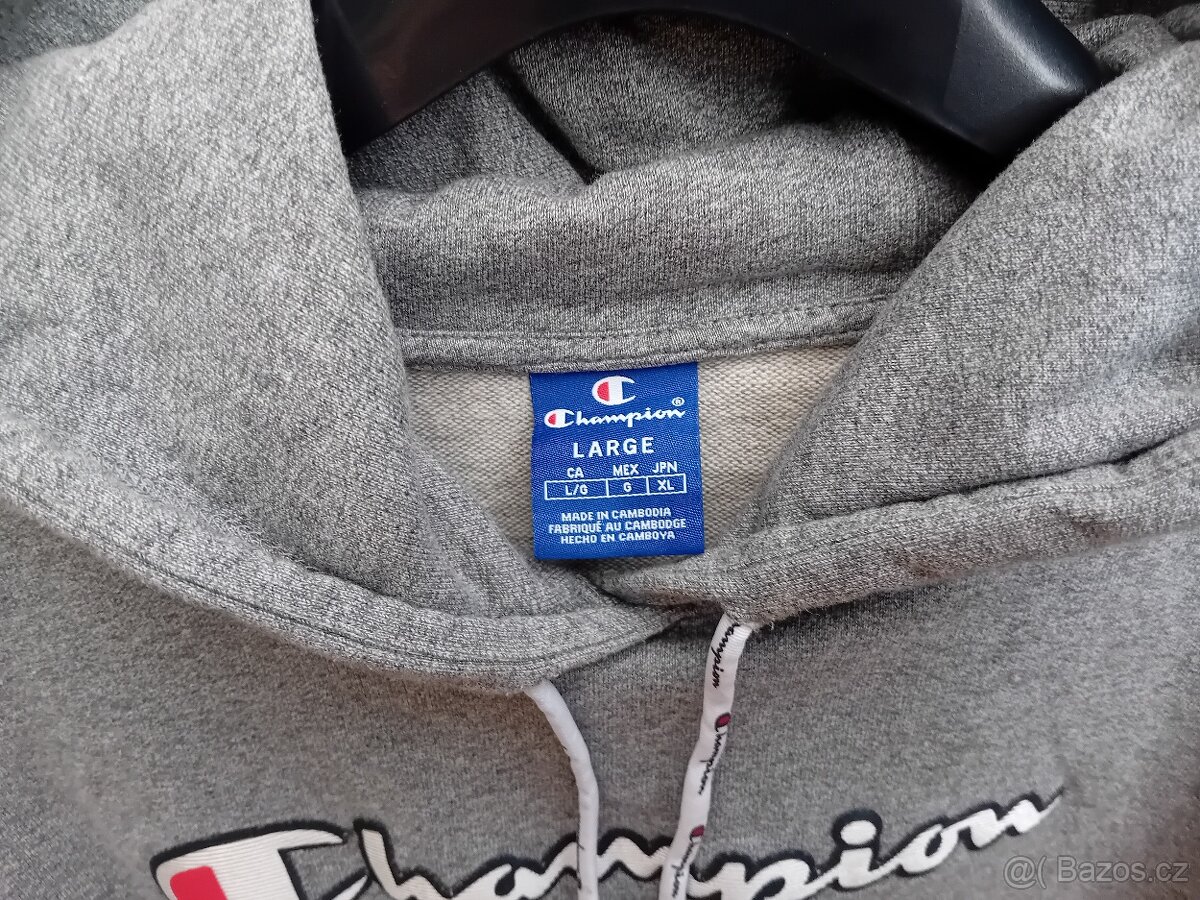 Champion®
LARGE
CA MEX JPN
L/G G XL
MADE IN CAMBODIA
FABRIQUÉ AU CAMBODGE
HECHO EN CAMBOYA
Champion
Champion
Champion
@( Bazos.cz